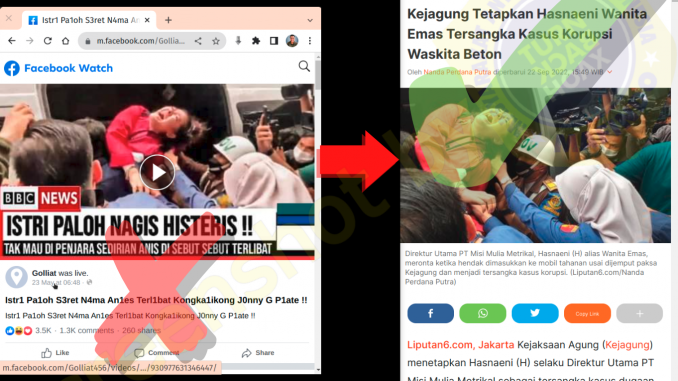 Istr1 Pa1oh S3ret N4ma An
m.facebook.com/Gollia...
Facebook Watch
BBC NEWS
ISTRI PALOH NAGIS HISTERIS !!
TAK MAU DI PENJARA SEDIRIAN ANIS DI SEBUT SEBUT TERLIBAT
Golliat was live.
23 May at 06:48
Istr1 Pa1oh S3ret N4ma An1es Terl1bat Kongka1ikong J0nny G P1ate !!
Istr1 Pa1oh S3ret N4ma An1es Terl1bat Kongka1ikong J0nny G P1ate !!
3.5K · 1.3K comments · 260 shares
Like Comment Share
m.facebook.com/Golliat456/videos/.../930977631346447/
Kejagung Tetapkan Hasnaeni Wanita
Emas Tersangka Kasus Korupsi
Waskita Beton
Oleh Nanda Perdana Putra diperbarui 22 Sep 2022, 15:49 WIB
Direktur Utama PT Misi Mulia Metrikal, Hasnaeni (H) alias Wanita Emas,
meronta ketika hendak dimasukkan ke mobil tahanan usai dijemput paksa
Kejagung dan menjadi tersangka kasus korupsi. (Liputan6.com/Nanda
Perdana Putra)
Copy Link
Liputan6.com, Jakarta Kejaksaan Agung (Kejagung)
menetapkan Hasnaeni (H) selaku Direktur Utama PT
Misi Mulia Metrikal sebagai tersangka kasus dugaan